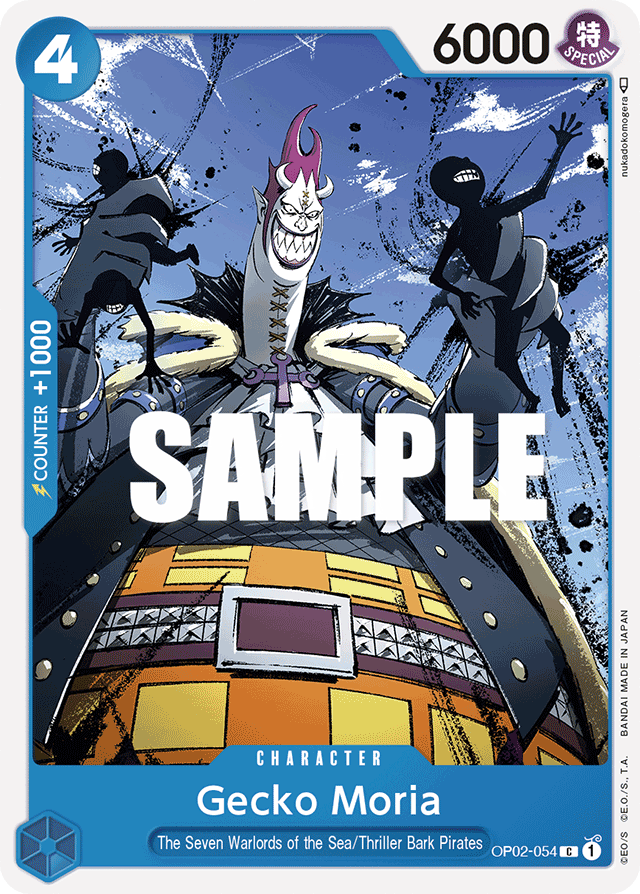 4
6000
特
SPECIAL
nukadokomogera
COUNTER +1000
SAMPLE
CHARACTER
Gecko Moria
The Seven Warlords of the Sea/Thriller Bark Pirates
OP02-054 C 1
©EO/S ©E.O./S., T.A. BANDAI MADE IN JAPAN